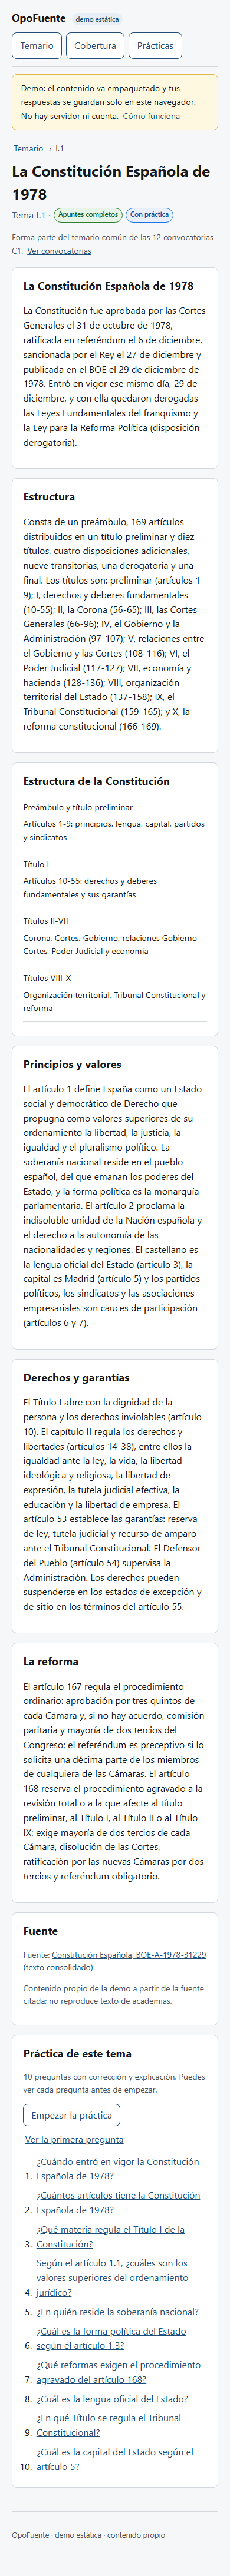 OpoFuente demo estática
Temario Cobertura Prácticas
Demo: el contenido va empaquetado y tus
respuestas se guardan solo en este navegador.
No hay servidor ni cuenta. Cómo funciona
Temario › I.1
La Constitución Española de
1978
Tema I.1 · Apuntes completos Con práctica
Forma parte del temario común de las 12 convocatorias
C1. Ver convocatorias
La Constitución Española de 1978
La Constitución fue aprobada por las Cortes
Generales el 31 de octubre de 1978,
ratificada en referéndum el 6 de diciembre,
sancionada por el Rey el 27 de diciembre y
publicada en el BOE el 29 de diciembre de
1978. Entró en vigor ese mismo día, 29 de
diciembre, y con ella quedaron derogadas
las Leyes Fundamentales del franquismo y
la Ley para la Reforma Política (disposición
derogatoria).
Estructura
Consta de un preámbulo, 169 artículos
distribuidos en un título preliminar y diez
títulos, cuatro disposiciones adicionales,
nueve transitorias, una derogatoria y una
final. Los títulos son: preliminar (artículos 1-
9); I, derechos y deberes fundamentales
(10-55); II, la Corona (56-65); III, las Cortes
Generales (66-96); IV, el Gobierno y la
Administración (97-107); V, relaciones entre
el Gobierno y las Cortes (108-116); VI, el
Poder Judicial (117-127); VII, economía y
hacienda (128-136); VIII, organización
territorial del Estado (137-158); IX, el
Tribunal Constitucional (159-165); y X, la
reforma constitucional (166-169).
Estructura de la Constitución
Preámbulo y título preliminar
Artículos 1-9: principios, lengua, capital, partidos
y sindicatos
Título I
Artículos 10-55: derechos y deberes
fundamentales y sus garantías
Títulos II-VII
Corona, Cortes, Gobierno, relaciones Gobierno-
Cortes, Poder Judicial y economía
Títulos VIII-X
Organización territorial, Tribunal Constitucional y
reforma
Principios y valores
El artículo 1 define España como un Estado
social y democrático de Derecho que
propugna como valores superiores de su
ordenamiento la libertad, la justicia, la
igualdad y el pluralismo político. La
soberanía nacional reside en el pueblo
español, del que emanan los poderes del
Estado, y la forma política es la monarquía
parlamentaria. El artículo 2 proclama la
indisoluble unidad de la Nación española y
el derecho a la autonomía de las
nacionalidades y regiones. El castellano es
la lengua oficial del Estado (artículo 3), la
capital es Madrid (artículo 5) y los partidos
políticos, los sindicatos y las asociaciones
empresariales son cauces de participación
(artículos 6 y 7).
Derechos y garantías
El Título I abre con la dignidad de la
persona y los derechos inviolables (artículo
10). El capítulo II regula los derechos y
libertades (artículos 14-38), entre ellos la
igualdad ante la ley, la vida, la libertad
ideológica y religiosa, la libertad de
expresión, la tutela judicial efectiva, la
educación y la libertad de empresa. El
artículo 53 establece las garantías: reserva
de ley, tutela judicial y recurso de amparo
ante el Tribunal Constitucional. El Defensor
del Pueblo (artículo 54) supervisa la
Administración. Los derechos pueden
suspenderse en los estados de excepción y
de sitio en los términos del artículo 55.
La reforma
El artículo 167 regula el procedimiento
ordinario: aprobación por tres quintos de
cada Cámara y, si no hay acuerdo, comisión
paritaria y mayoría de dos tercios del
Congreso; el referéndum es preceptivo si lo
solicita una décima parte de los miembros
de cualquiera de las Cámaras. El artículo
168 reserva el procedimiento agravado a la
revisión total o a la que afecte al título
preliminar, al Título I, al Título II o al Título
IX: exige mayoría de dos tercios de cada
Cámara, disolución de las Cortes,
ratificación por las nuevas Cámaras por dos
tercios y referéndum obligatorio.
Fuente
Fuente: Constitución Española, BOE-A-1978-31229
(texto consolidado)
Contenido propio de la demo a partir de la fuente
citada; no reproduce texto de academias.
Práctica de este tema
10 preguntas con corrección y explicación. Puedes
ver cada pregunta antes de empezar.
Empezar la práctica
Ver la primera pregunta
1. ¿Cuándo entró en vigor la Constitución
Española de 1978?
2. ¿Cuántos artículos tiene la Constitución
Española de 1978?
3. ¿Qué materia regula el Título I de la
Constitución?
4. Según el artículo 1.1, ¿cuáles son los
valores superiores del ordenamiento
jurídico?
5. ¿En quién reside la soberanía nacional?
6. ¿Cuál es la forma política del Estado
según el artículo 1.3?
7. ¿Qué reformas exigen el procedimiento
agravado del artículo 168?
8. ¿Cuál es la lengua oficial del Estado?
9. ¿En qué Título se regula el Tribunal
Constitucional?
10. ¿Cuál es la capital del Estado según el
artículo 5?
OpoFuente · demo estática · contenido propio